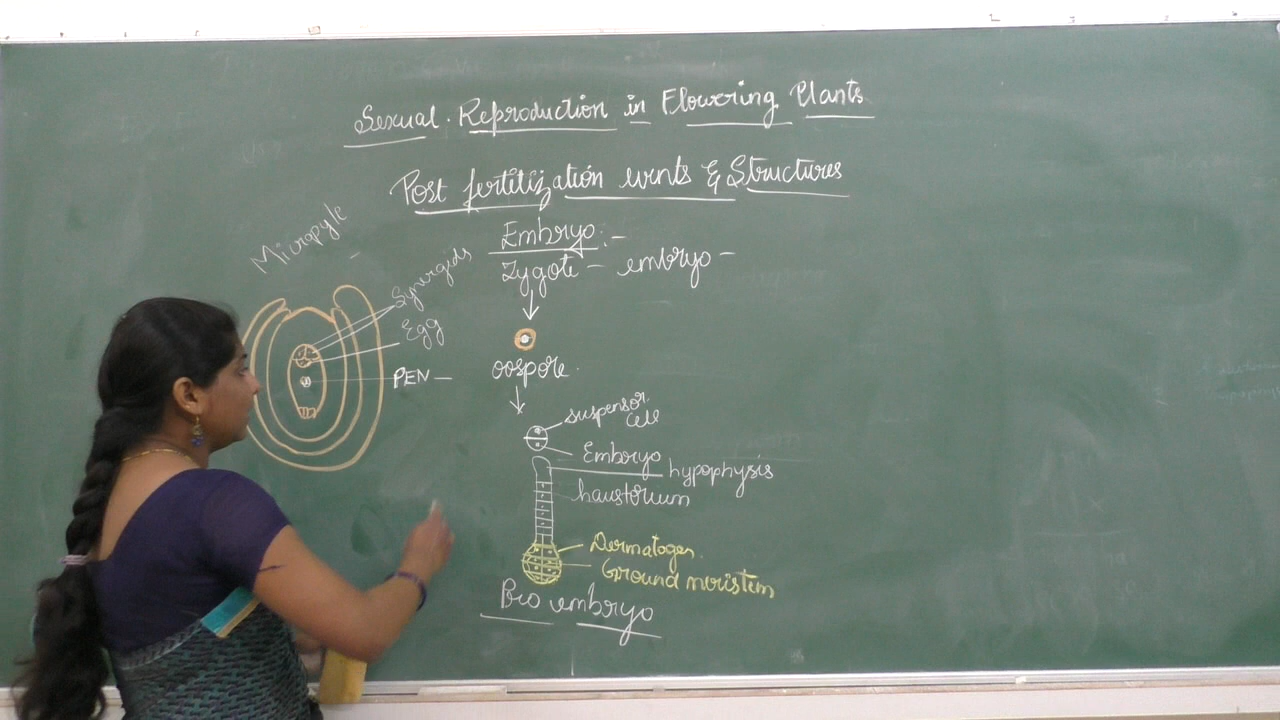 Sexual. Reproduction in Flowering Plants
Post fertilization evnts & Structures
Micropyle
Synergids
Egg
PEN —
Embryo: –
Zygote – embryo –
oospore.
suspensor
cell
Embryo
hypophysis
haustorium
Dermatogen
Ground meristem
Pro embryo